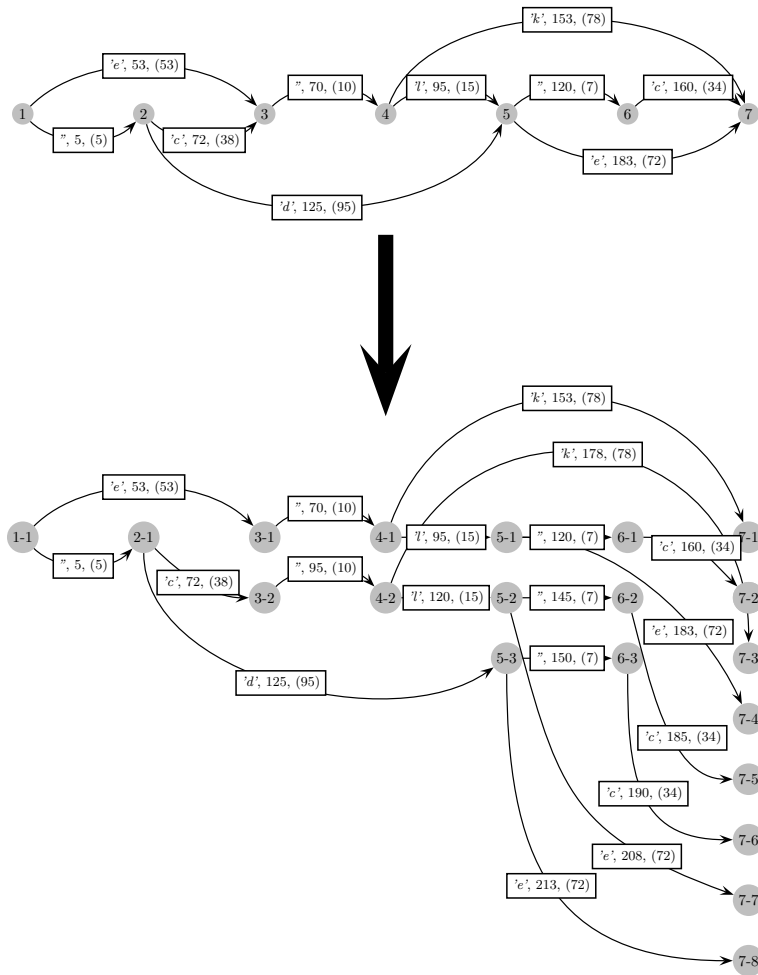 'k', 153, (78)
'e', 53, (53)
'', 70, (10)
'l', 95, (15)
'', 120, (7)
'c', 160, (34)
1
2
3
4
5
6
7
'', 5, (5)
'c', 72, (38)
'e', 183, (72)
'd', 125, (95)
'k', 153, (78)
'k', 178, (78)
'e', 53, (53)
'', 70, (10)
1-1
2-1
3-1
4-1
'l', 95, (15)
5-1
'', 120, (7)
6-1
'c', 160, (34)
7-1
'', 5, (5)
'c', 72, (38)
'', 95, (10)
3-2
4-2
'l', 120, (15)
5-2
'', 145, (7)
6-2
7-2
'e', 183, (72)
5-3
'', 150, (7)
6-3
7-3
'd', 125, (95)
7-4
'c', 185, (34)
7-5
'c', 190, (34)
7-6
'e', 208, (72)
'e', 213, (72)
7-7
7-8